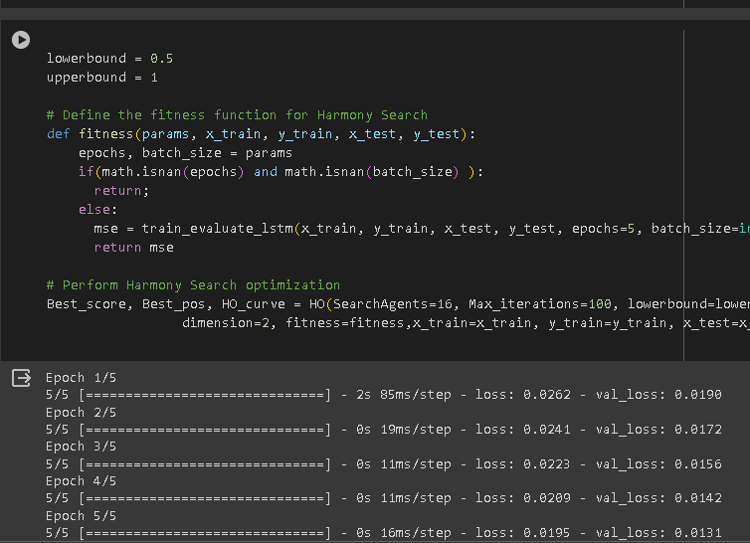 lowerbound = 0.5
upperbound = 1
# Define the fitness function for Harmony Search
def fitness(params, x_train, y_train, x_test, y_test):
epochs, batch_size = params
if(math.isnan(epochs) and math.isnan(batch_size) ):
return;
else:
mse = train_evaluate_lstm(x_train, y_train, x_test, y_test, epochs=5, batch_size=in
return mse
# Perform Harmony Search optimization
Best_score, Best_pos, HO_curve = HO(SearchAgents=16, Max_iterations=100, lowerbound=lower
dimension=2, fitness=fitness,x_train=x_train, y_train=y_train, x_test=x_
Epoch 1/5
5/5 [==============================] - 2s 85ms/step - loss: 0.0262 - val_loss: 0.0190
Epoch 2/5
5/5 [==============================] - 0s 19ms/step - loss: 0.0241 - val_loss: 0.0172
Epoch 3/5
5/5 [==============================] - 0s 11ms/step - loss: 0.0223 - val_loss: 0.0156
Epoch 4/5
5/5 [==============================] - 0s 11ms/step - loss: 0.0209 - val_loss: 0.0142
Epoch 5/5
5/5 [==============================] - 0s 16ms/step - loss: 0.0195 - val_loss: 0.0131